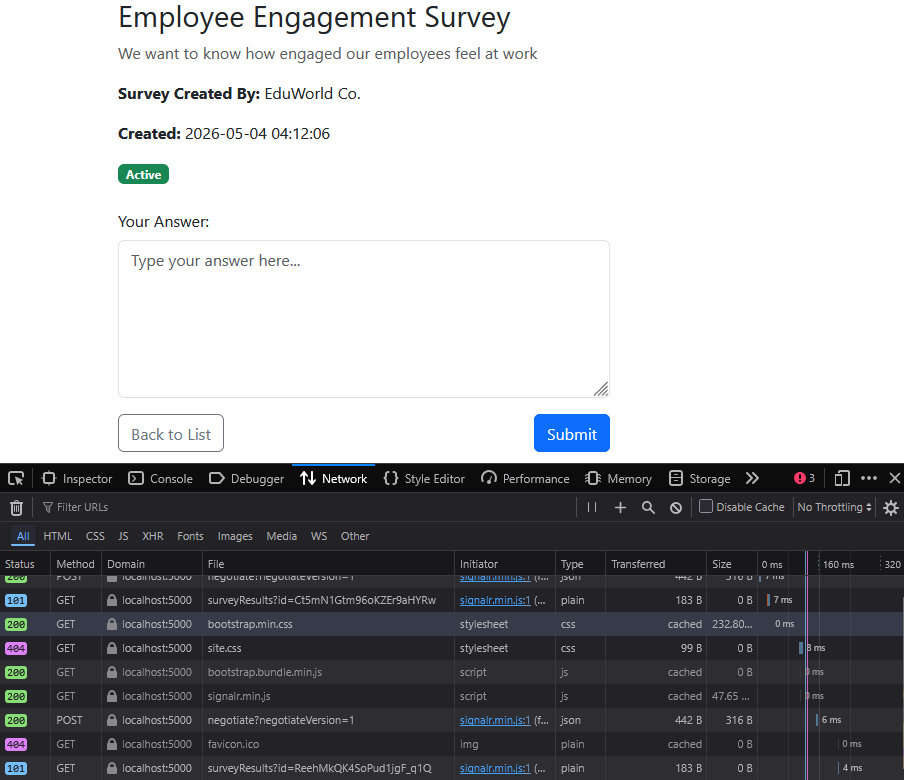 Employee Engagement Survey
We want to know how engaged our employees feel at work
Survey Created By: EduWorld Co.
Created: 2026-05-04 04:12:06
Active
Your Answer:
Type your answer here...
Back to List
Submit
Inspector Console Debugger Network Style Editor Performance Memory Storage 3
Filter URLs Disable Cache No Throttling
All HTML CSS JS XHR Fonts Images Media WS Other
Status Method Domain File Initiator Type Transferred Size 0 ms 160 ms 320
200 POST localhost:5000 negotiate?negotiateVersion=1 signalr.min.js:1 (f... json 442 B 316 B 7 ms
101 GET localhost:5000 surveyResults?id=Ct5mN1Gtm96oKZEr9aHYRw signalr.min.js:1 (... plain 183 B 0 B 7 ms
200 GET localhost:5000 bootstrap.min.css stylesheet css cached 232.80... 0 ms
404 GET localhost:5000 site.css stylesheet css 99 B 0 B 8 ms
200 GET localhost:5000 bootstrap.bundle.min.js script js cached 0 B 0 ms
200 GET localhost:5000 signalr.min.js script js cached 47.65 ... 0 ms
200 POST localhost:5000 negotiate?negotiateVersion=1 signalr.min.js:1 (f... json 442 B 316 B 6 ms
404 GET localhost:5000 favicon.ico img plain cached 0 B 0 ms
101 GET localhost:5000 surveyResults?id=ReehMkQK4SoPud1jgF_q1Q signalr.min.js:1 (... plain 183 B 0 B 4 ms